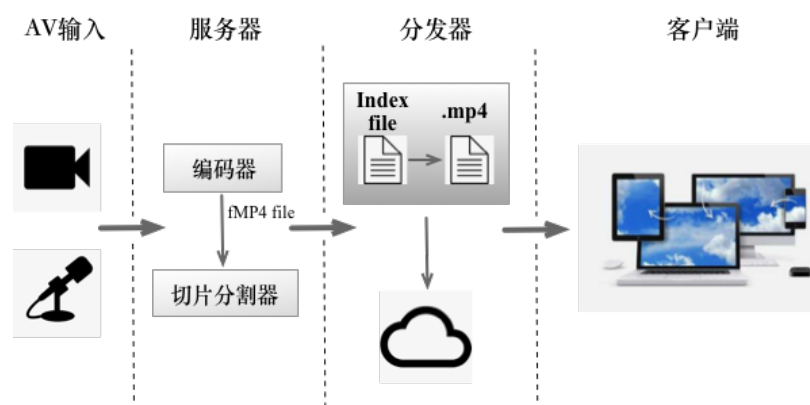 AV输入
服务器
分发器
客户端
Index
file
.mp4
编码器
fMP4 file
切片分割器